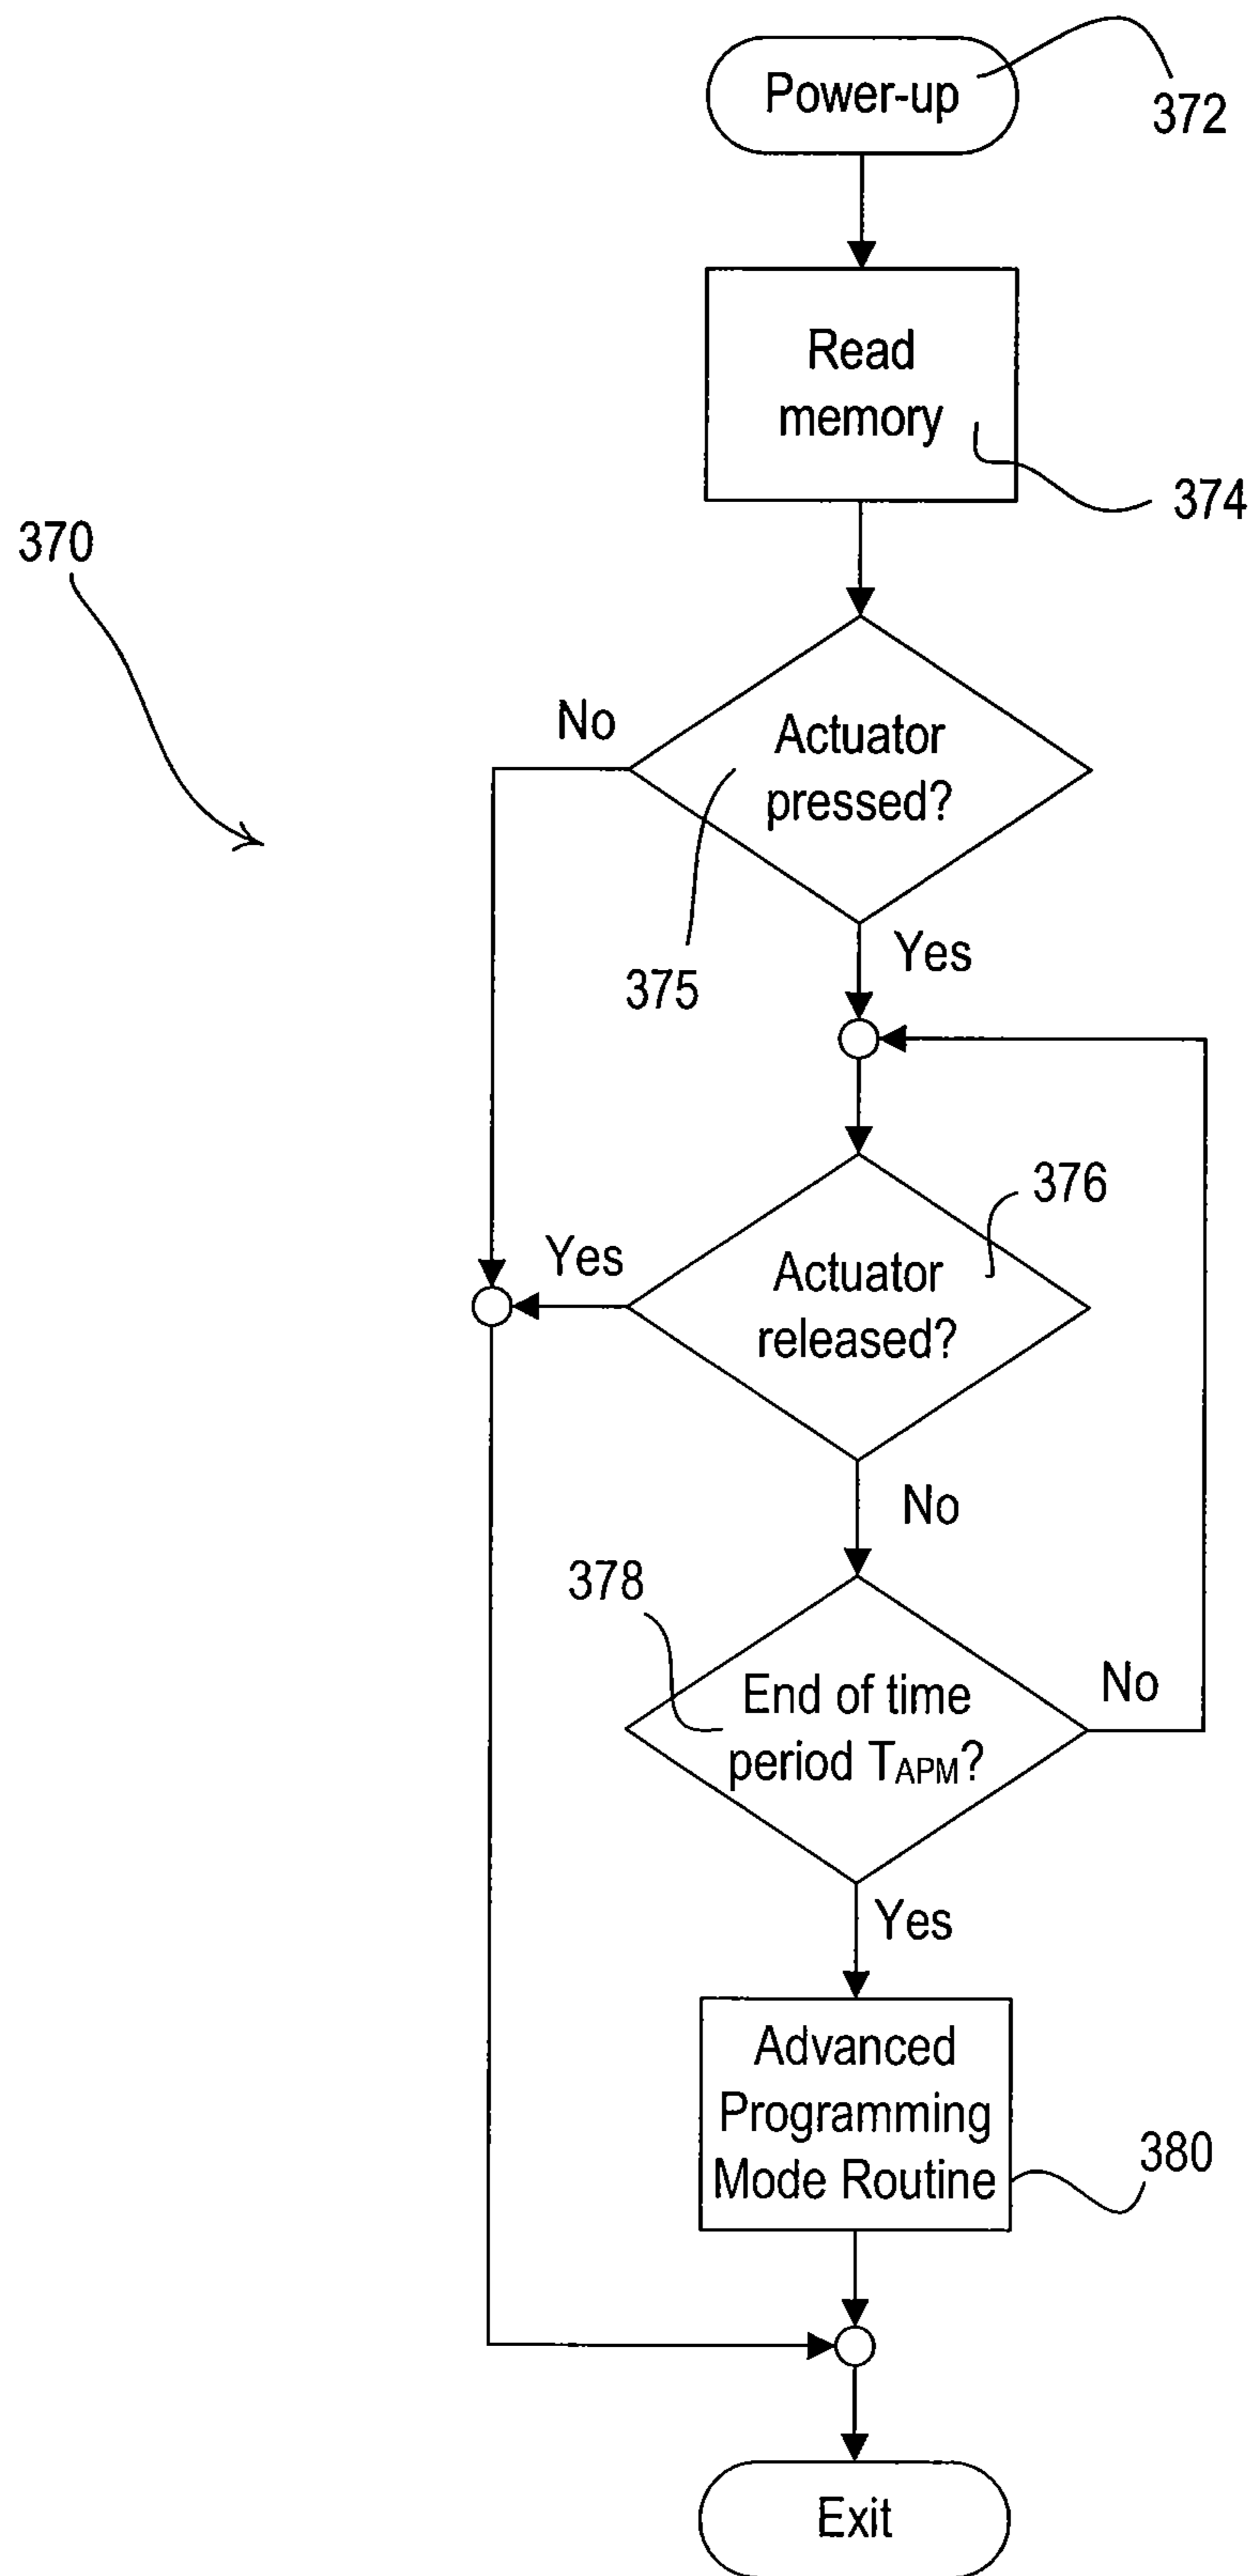 Power-up
372
Read
memory
374
370
No
Actuator
pressed?
375
Yes
376
Yes
Actuator
released?
No
378
End of time
period TAPM?
No
Yes
Advanced
Programming
Mode Routine
380
Exit